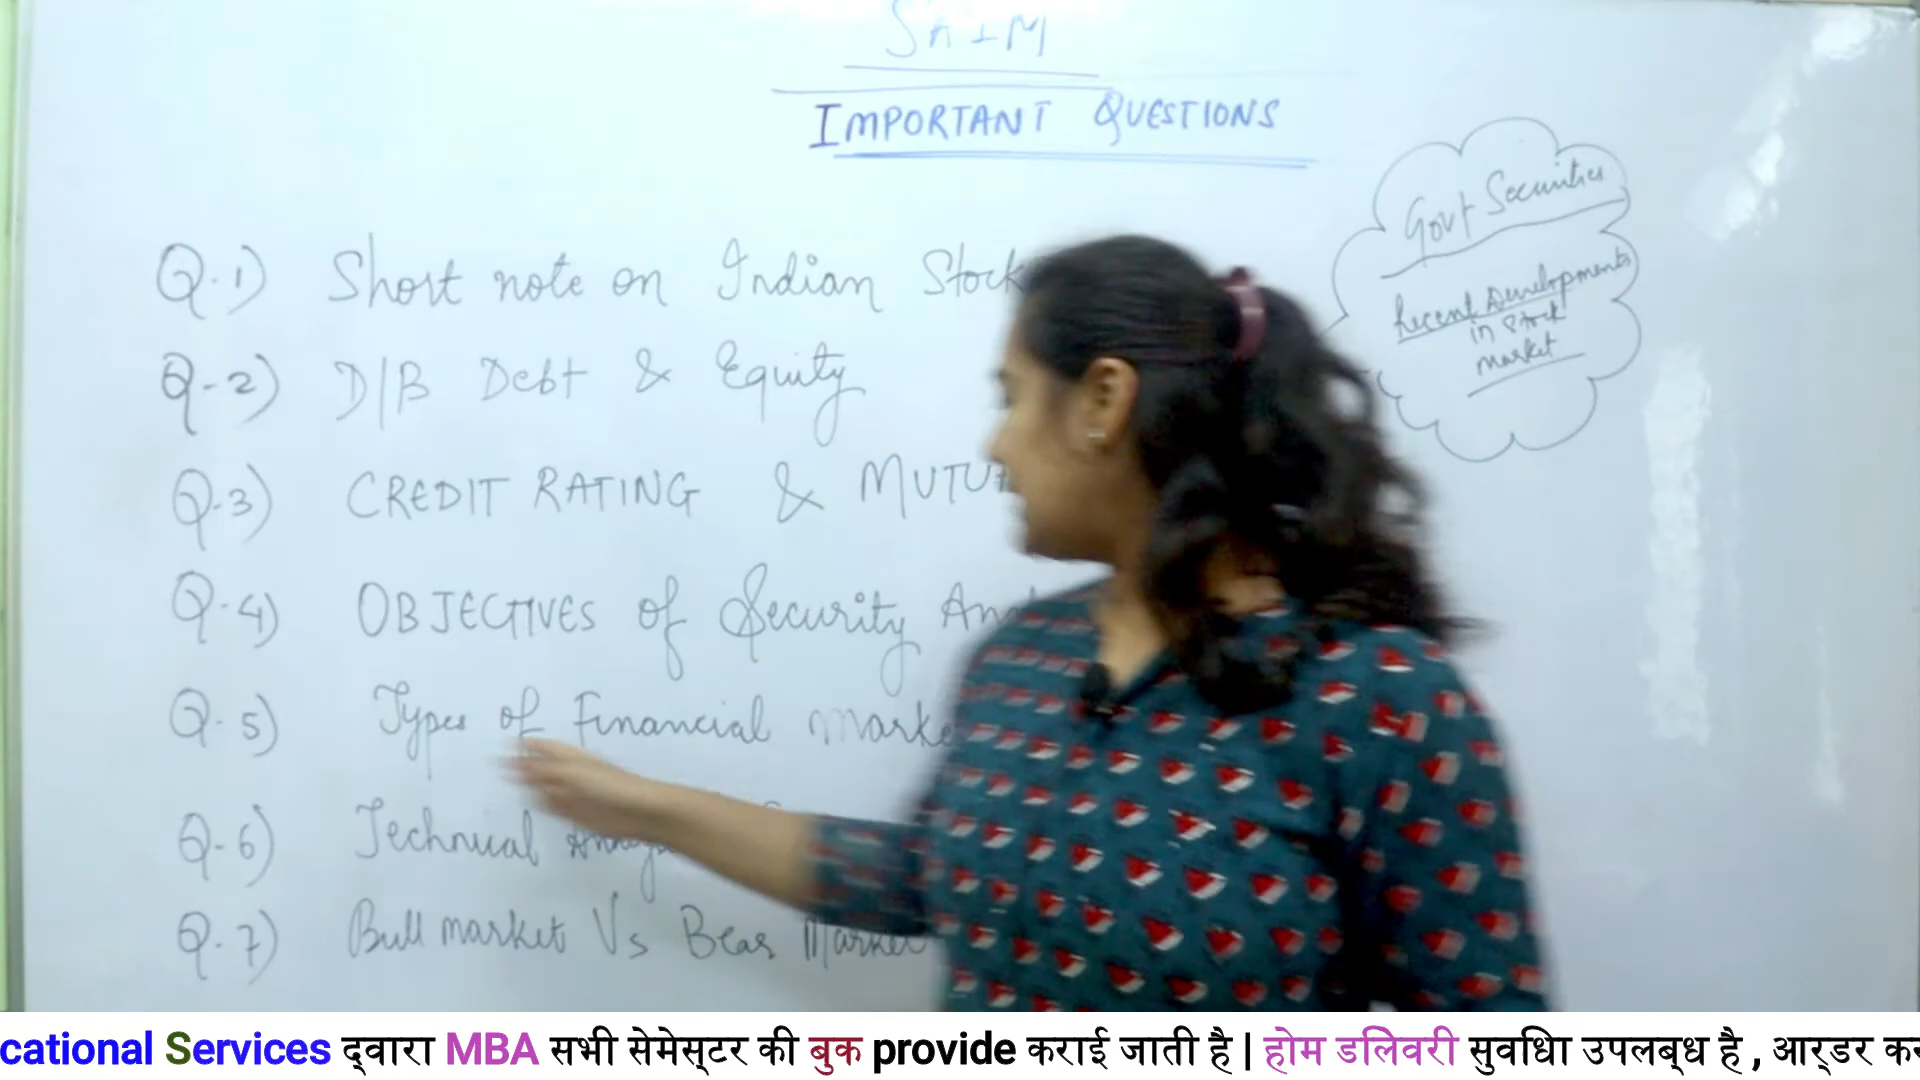 SAIM
IMPORTANT QUESTIONS
Govt Securities
Recent Developments
in Stock
market
Q.1) Short note on Indian Stock
Q-2) D/B Debt & Equity
Q.3) CREDIT RATING & MUTU
Q.4) OBJECTIVES of Security An
Q.5) Types of Financial Marke
Q-6) Technical
Q.7) Bull market Vs Bear Market
cational Services द्वारा MBA सभी सेमेस्टर की बुक provide कराई जाती है | होम डिलेवरी सुविधा उपलब्ध है , आर्डर कर